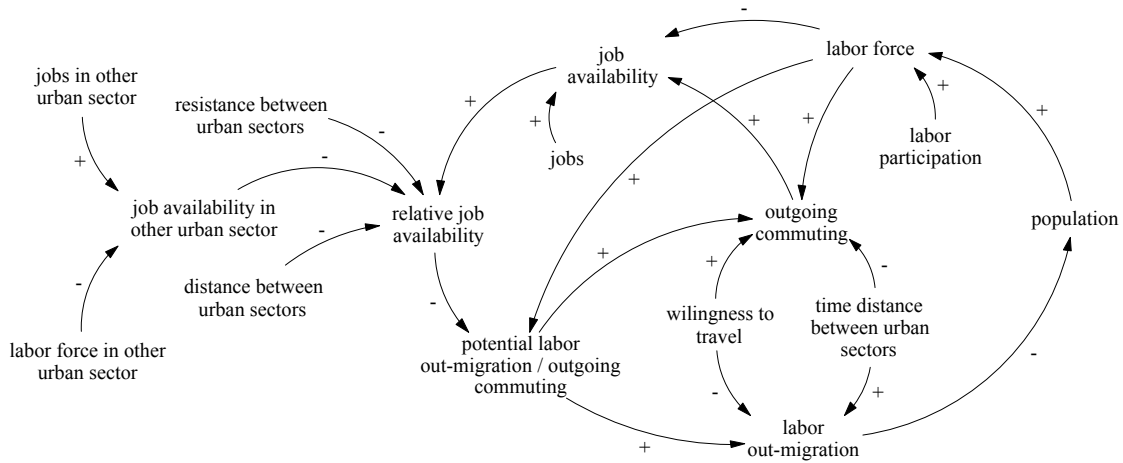 -
labor force
job
availability
jobs in other
urban sector
resistance between
urban sectors
+
-
+
+
+
+
labor
participation
jobs
+
+
-
+
job availability in
other urban sector
relative job
availability
outgoing
commuting
population
-
-
+
+
-
distance between
urban sectors
-
wilingness to
travel
time distance
between urban
sectors
labor force in other
urban sector
potential labor
out-migration / outgoing
commuting
-
-
+
+
labor
out-migration